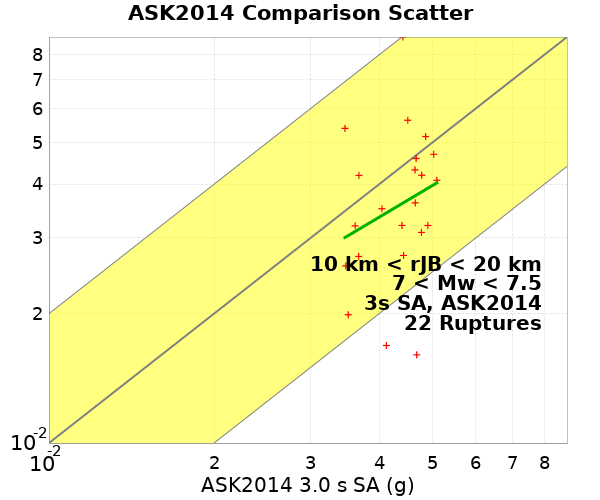 ASK2014 Comparison Scatter
8
7
6
5
4
3
2
10-2
10 km < rJB < 20 km
7 < Mw < 7.5
3s SA, ASK2014
22 Ruptures
10-2 2 3 4 5 6 7 8
ASK2014 3.0 s SA (g)